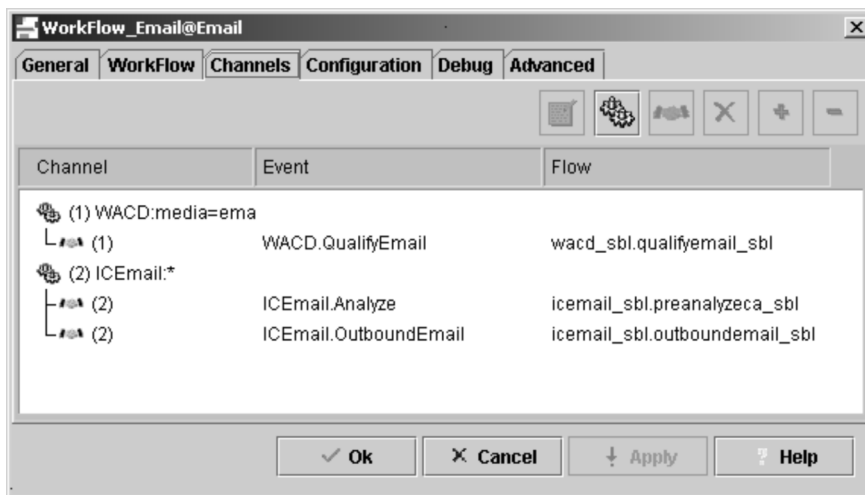 WorkFlow_Email@Email
General WorkFlow Channels Configuration Debug Advanced
Channel Event Flow
(1) WACD:media=ema
(1) WACD.QualifyEmail wacd_sbl.qualifyemail_sbl
(2) ICEmail:*
(2) ICEmail.Analyze icemail_sbl.preanalyzeca_sbl
(2) ICEmail.OutboundEmail icemail_sbl.outboundemail_sbl
Ok Cancel Apply Help